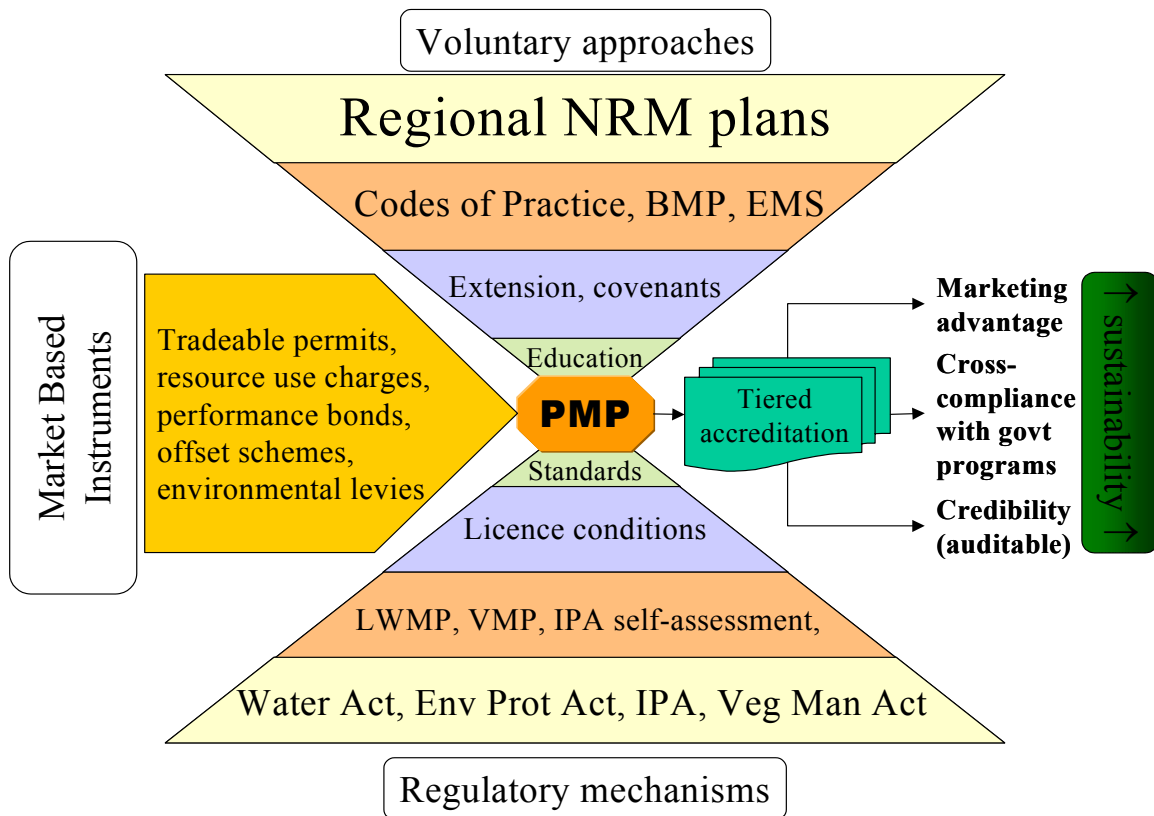 Voluntary approaches
Regional NRM plans
Codes of Practice, BMP, EMS
Extension, covenants
Education
PMP
Standards
Licence conditions
LWMP, VMP, IPA self-assessment,
Water Act, Env Prot Act, IPA, Veg Man Act
Regulatory mechanisms
Market Based
Instruments
Tradeable permits,
resource use charges,
performance bonds,
offset schemes,
environmental levies
Tiered
accreditation
Marketing
advantage
Cross-
compliance
with govt
programs
Credibility
(auditable)
↑ sustainability ↑